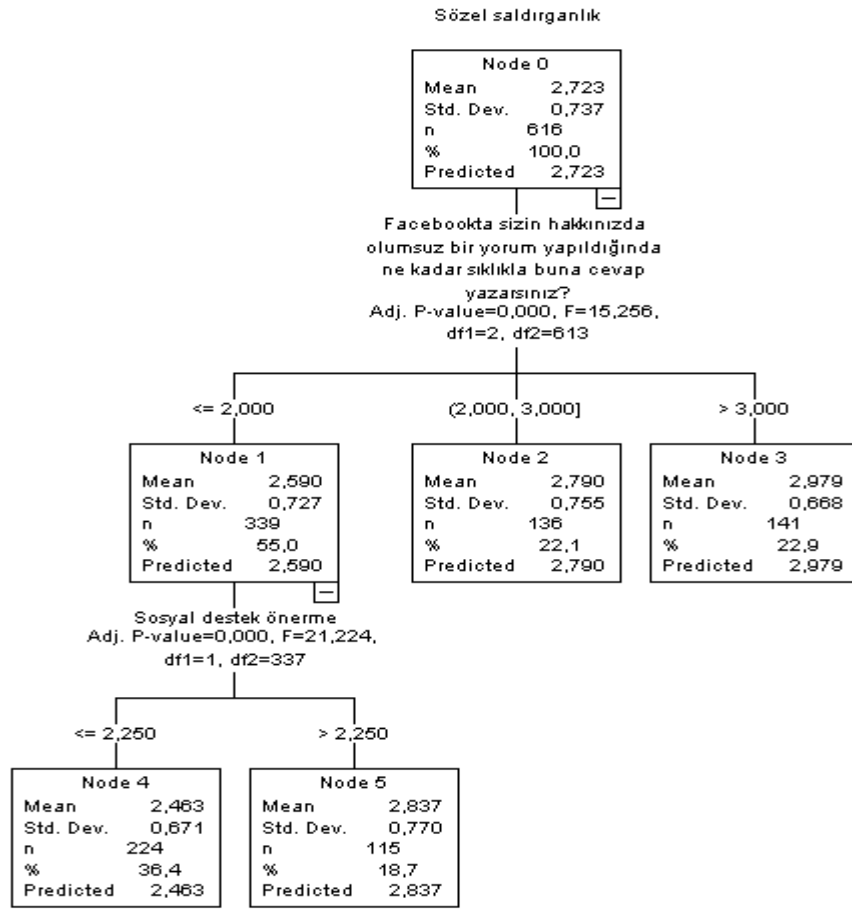 Sözel saldırganlık
Node 0
Mean 2,723
Std. Dev. 0,737
n 616
% 100,0
Predicted 2,723
Facebookta sizin hakkınızda
olumsuz bir yorum yapıldığında
ne kadar sıklıkla buna cevap
yazarsınız?
Adj. P-value=0,000, F=15,256,
df1=2, df2=613
<= 2,000
(2,000, 3,000]
> 3,000
Node 1
Mean 2,590
Std. Dev. 0,727
n 339
% 55,0
Predicted 2,590
Node 2
Mean 2,790
Std. Dev. 0,755
n 136
% 22,1
Predicted 2,790
Node 3
Mean 2,979
Std. Dev. 0,668
n 141
% 22,9
Predicted 2,979
Sosyal destek önerme
Adj. P-value=0,000, F=21,224,
df1=1, df2=337
<= 2,250
> 2,250
Node 4
Mean 2,463
Std. Dev. 0,671
n 224
% 36,4
Predicted 2,463
Node 5
Mean 2,837
Std. Dev. 0,770
n 115
% 18,7
Predicted 2,837